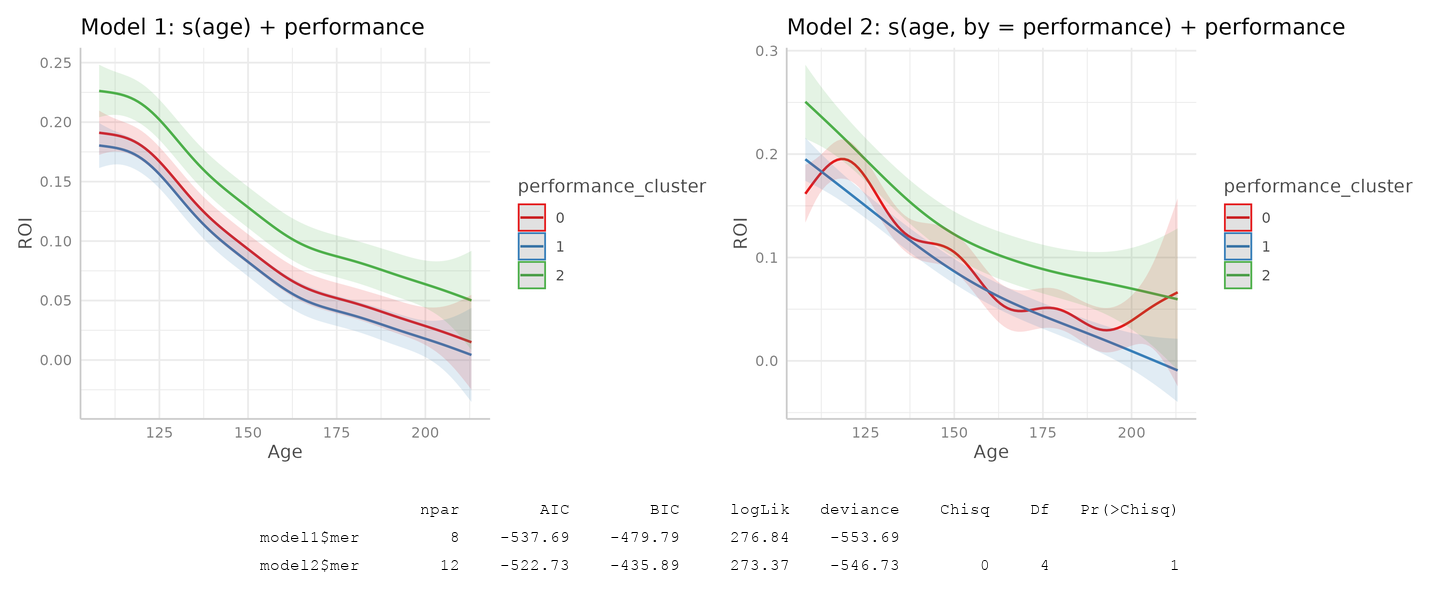 Model 1: s(age) + performance
0.25
0.20
0.15
0.10
0.05
0.00
ROI
125 150 175 200
Age
performance_cluster
0
1
2
Model 2: s(age, by = performance) + performance
0.3
0.2
0.1
0.0
ROI
125 150 175 200
Age
performance_cluster
0
1
2
npar AIC BIC logLik deviance Chisq Df Pr(>Chisq)
model1$mer 8 -537.69 -479.79 276.84 -553.69
model2$mer 12 -522.73 -435.89 273.37 -546.73 0 4 1